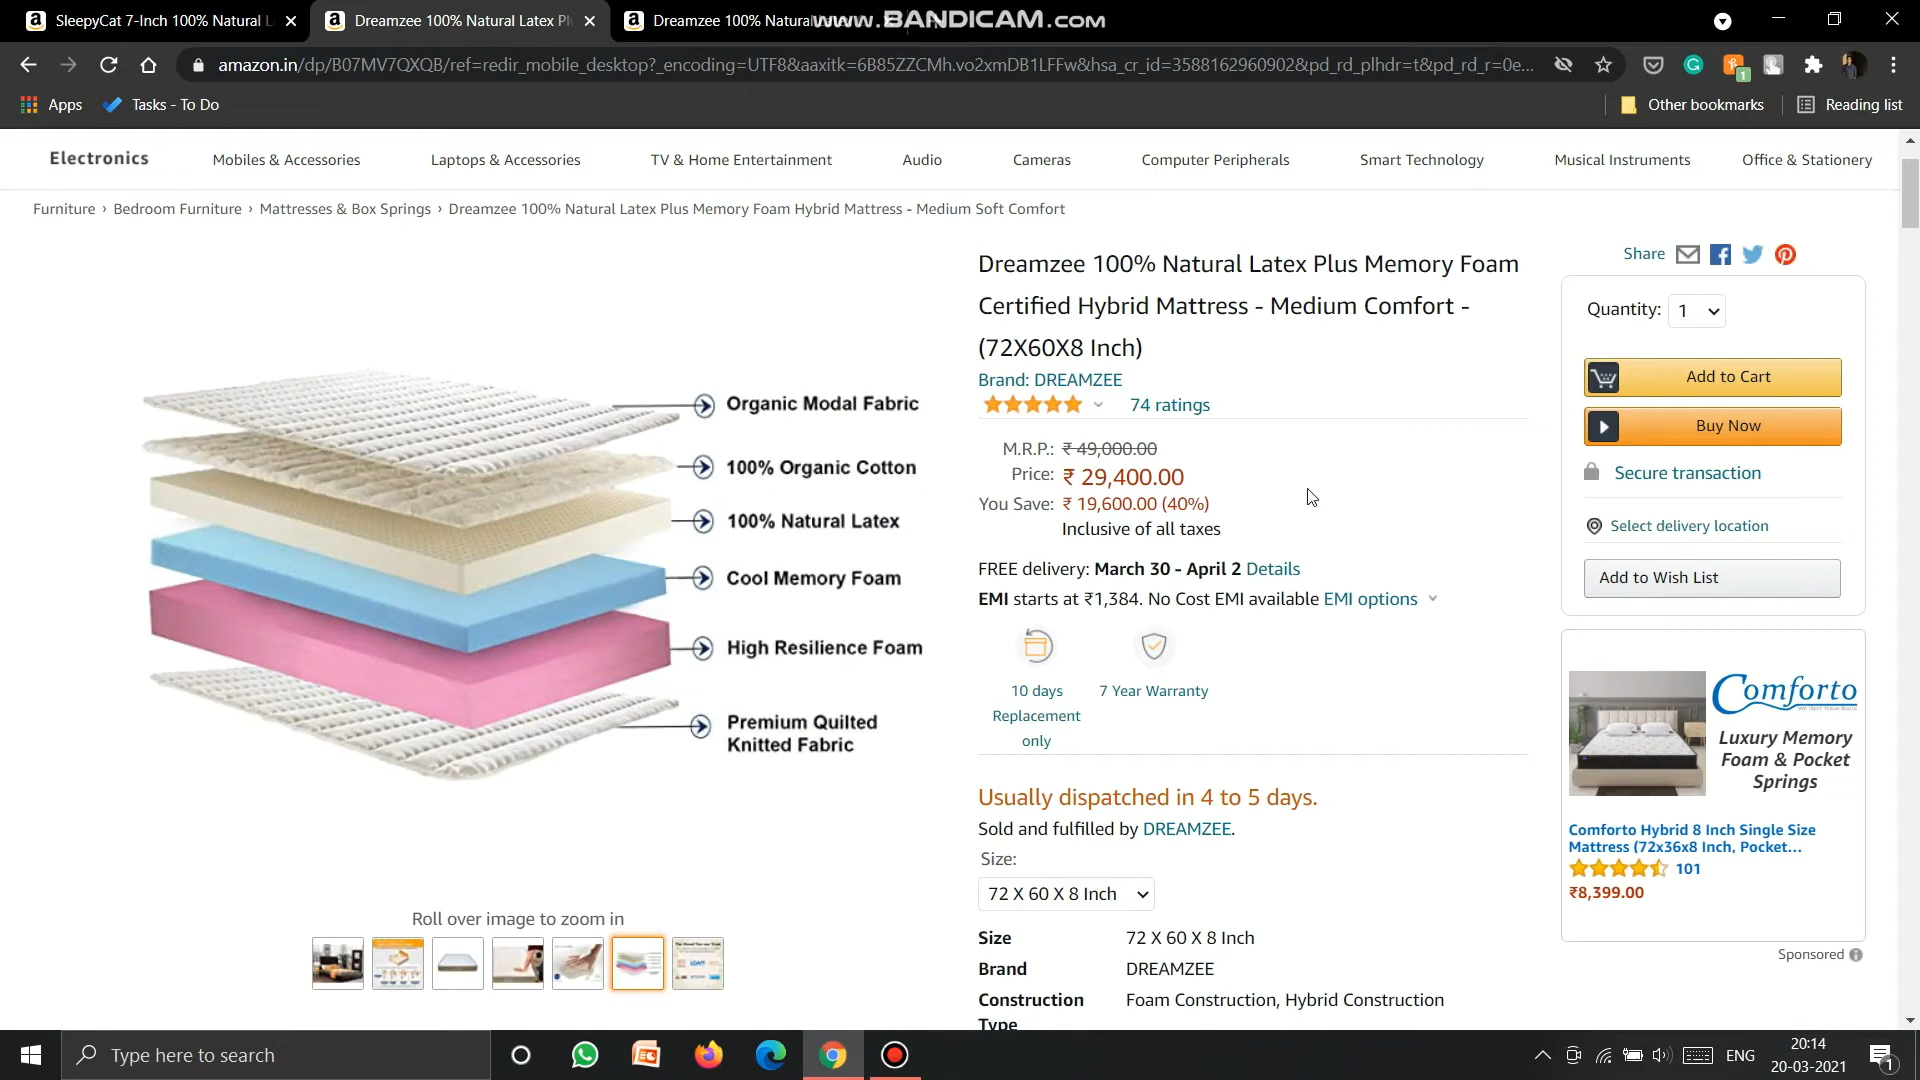 SleepyCat 7-Inch 100% Natural L
Dreamzee 100% Natural Latex Pl
Dreamzee 100% Natural
www.BANDICAM.com
amazon.in/dp/B07MV7QXQB/ref=redir_mobile_desktop?_encoding=UTF8&aaxitk=6B85ZZCMh.vo2xmDB1LFFw&hsa_cr_id=3588162960902&pd_rd_plhdr=t&pd_rd_r=0e...
1
Apps
Tasks - To Do
Other bookmarks
Reading list
Electronics
Mobiles & Accessories
Laptops & Accessories
TV & Home Entertainment
Audio
Cameras
Computer Peripherals
Smart Technology
Musical Instruments
Office & Stationery
Furniture › Bedroom Furniture › Mattresses & Box Springs › Dreamzee 100% Natural Latex Plus Memory Foam Hybrid Mattress - Medium Soft Comfort
Organic Modal Fabric
100% Organic Cotton
100% Natural Latex
Cool Memory Foam
High Resilience Foam
Premium Quilted
Knitted Fabric
Roll over image to zoom in
Dreamzee 100% Natural Latex Plus Memory Foam
Certified Hybrid Mattress - Medium Comfort -
(72X60X8 Inch)
Brand: DREAMZEE
74 ratings
M.R.P.: ₹ 49,000.00
Price: ₹ 29,400.00
You Save: ₹ 19,600.00 (40%)
Inclusive of all taxes
FREE delivery: March 30 - April 2 Details
EMI starts at ₹1,384. No Cost EMI available EMI options
10 days
Replacement
only
7 Year Warranty
Usually dispatched in 4 to 5 days.
Sold and fulfilled by DREAMZEE.
Size:
72 X 60 X 8 Inch
Size 72 X 60 X 8 Inch
Brand DREAMZEE
Construction Foam Construction, Hybrid Construction
Type
Share
Quantity: 1
Add to Cart
Buy Now
Secure transaction
Select delivery location
Add to Wish List
Comforto
Luxury Memory
Foam & Pocket
Springs
Comforto Hybrid 8 Inch Single Size
Mattress (72x36x8 Inch, Pocket...
101
₹8,399.00
Sponsored
Type here to search
ENG
20:14
20-03-2021
1